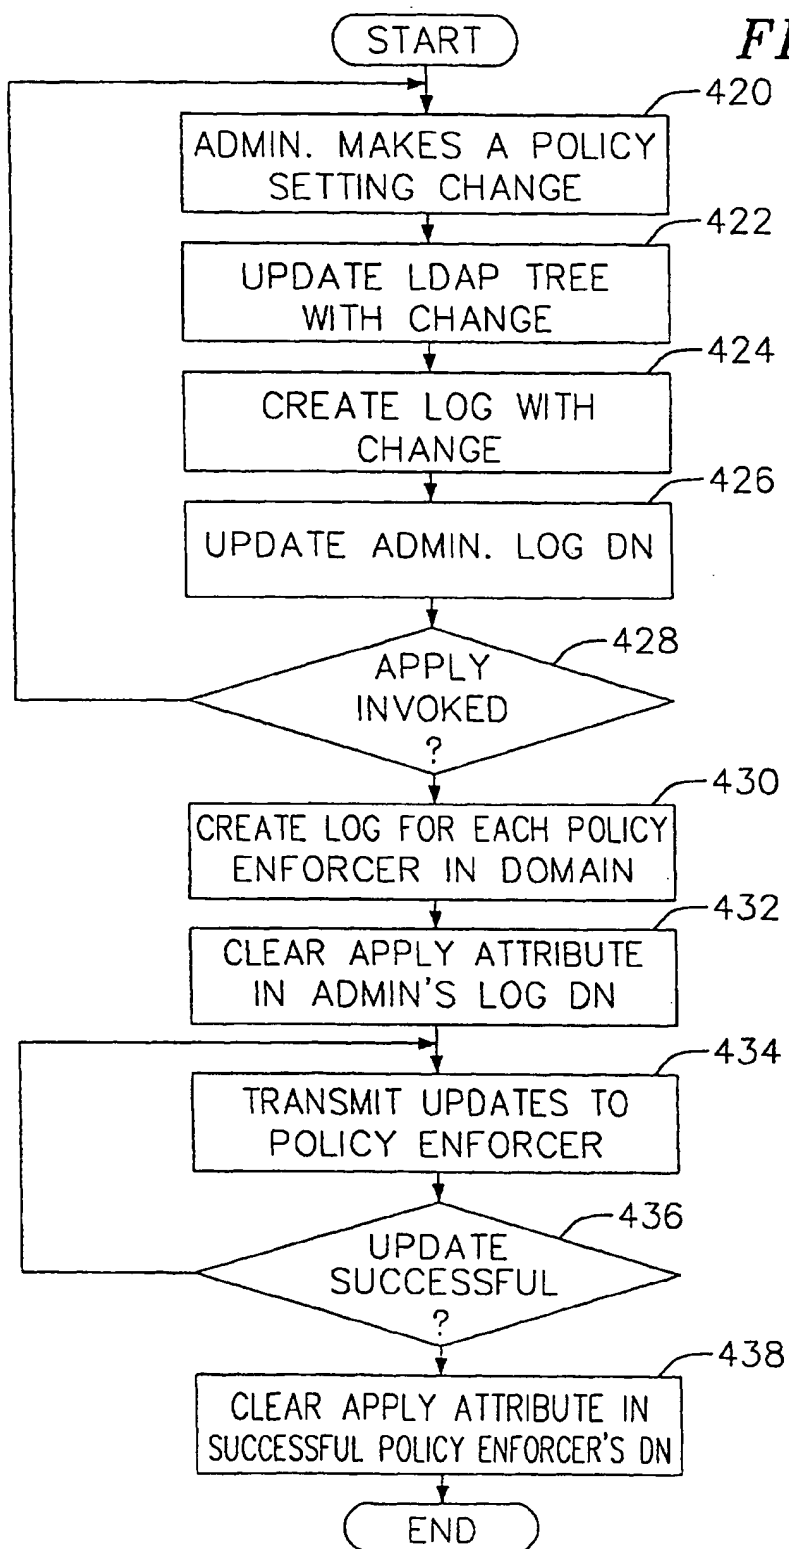 START
420
ADMIN. MAKES A POLICY
SETTING CHANGE
422
UPDATE LDAP TREE
WITH CHANGE
424
CREATE LOG WITH
CHANGE
426
UPDATE ADMIN. LOG DN
428
APPLY
INVOKED
?
430
CREATE LOG FOR EACH POLICY
ENFORCER IN DOMAIN
432
CLEAR APPLY ATTRIBUTE
IN ADMIN'S LOG DN
434
TRANSMIT UPDATES TO
POLICY ENFORCER
436
UPDATE
SUCCESSFUL
?
438
CLEAR APPLY ATTRIBUTE IN
SUCCESSFUL POLICY ENFORCER'S DN
END